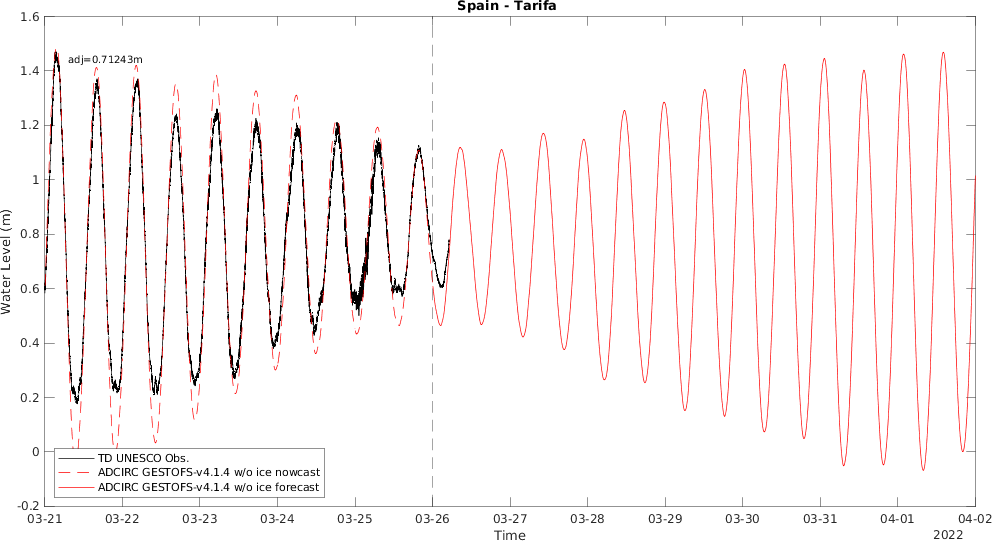 Spain - Tarifa
1.6
1.4
1.2
1
0.8
0.6
0.4
0.2
0
-0.2
Water Level (m)
adj=0.71243m
TD UNESCO Obs.
ADCIRC GESTOFS-v4.1.4 w/o ice nowcast
ADCIRC GESTOFS-v4.1.4 w/o ice forecast
03-21 03-22 03-23 03-24 03-25 03-26 03-27 03-28 03-29 03-30 03-31 04-01 04-02
Time
2022